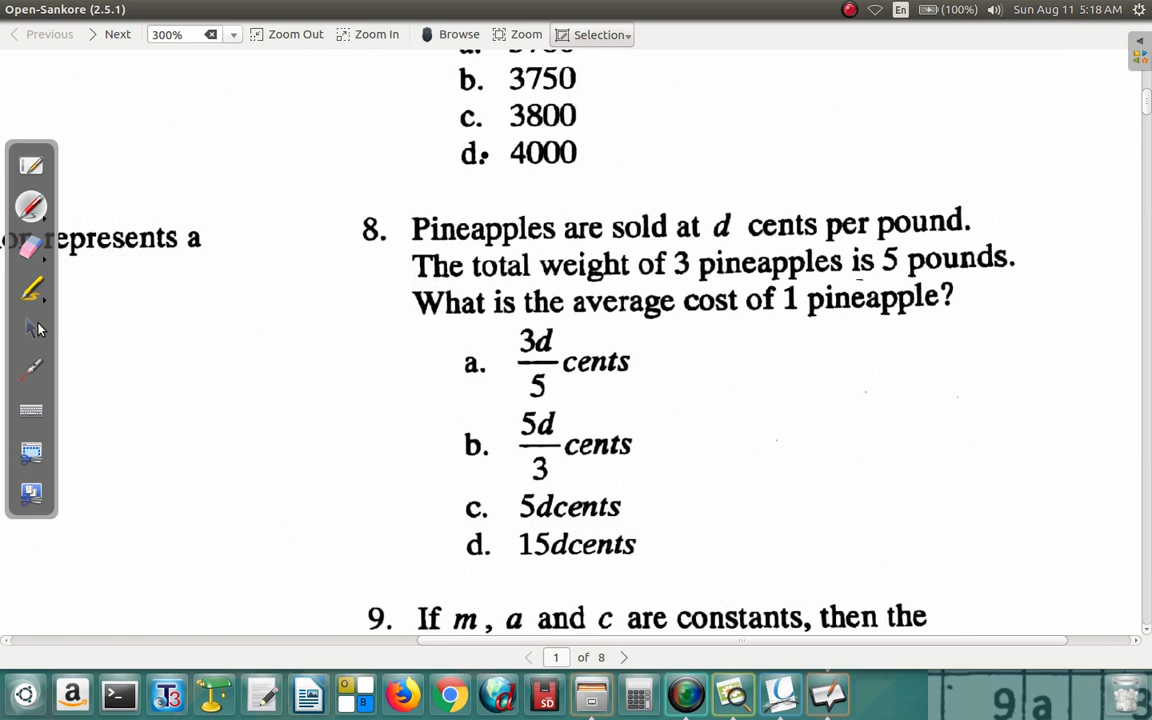 Open-Sankore (2.5.1)
En (100%) Sun Aug 11 5:18 AM
Previous Next 300% Zoom Out Zoom In Browse Zoom Selection
b. 3750
c. 3800
d. 4000
represents a
8. Pineapples are sold at d cents per pound.
The total weight of 3 pineapples is 5 pounds.
What is the average cost of 1 pineapple?
a. 3d/5 cents
b. 5d/3 cents
c. 5dcents
d. 15dcents
9. If m, a and c are constants, then the
1 of 8
9 a 3